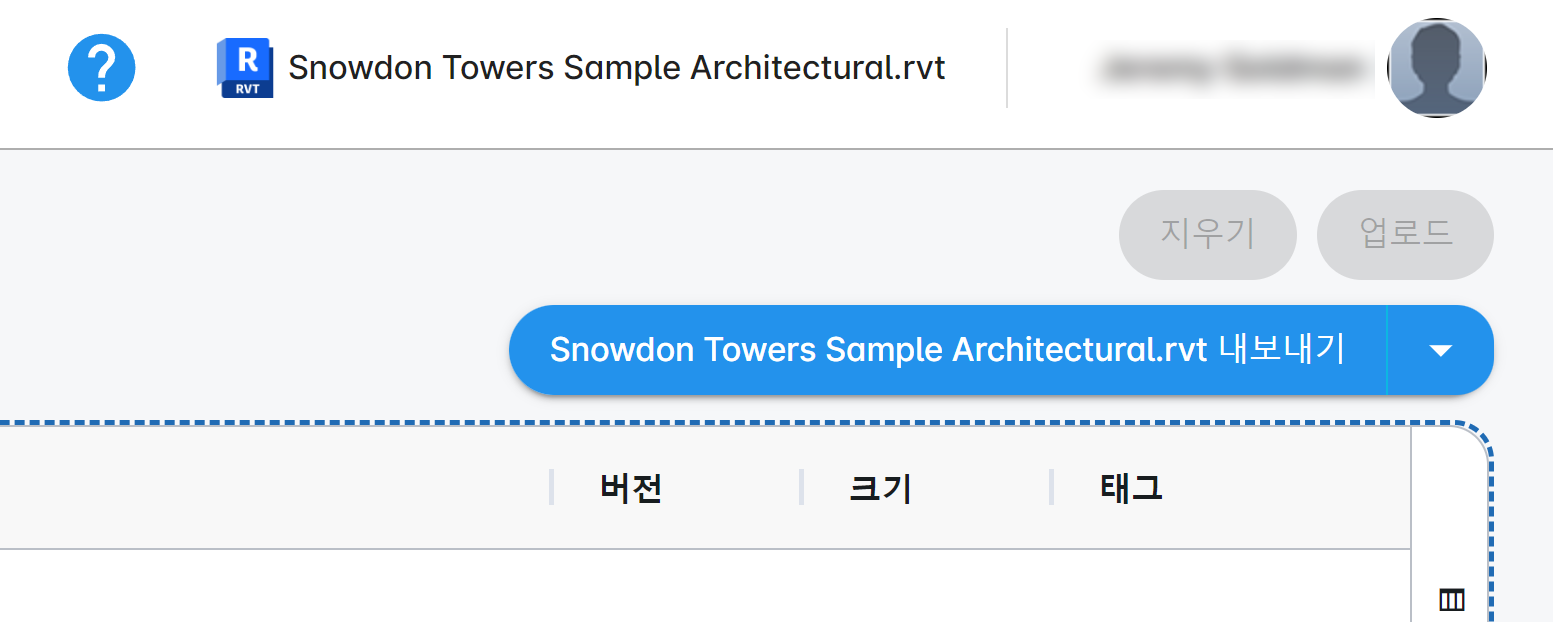 ?
R
RVT
Snowdon Towers Sample Architectural.rvt
지우기
업로드
Snowdon Towers Sample Architectural.rvt 내보내기
버전
크기
태그